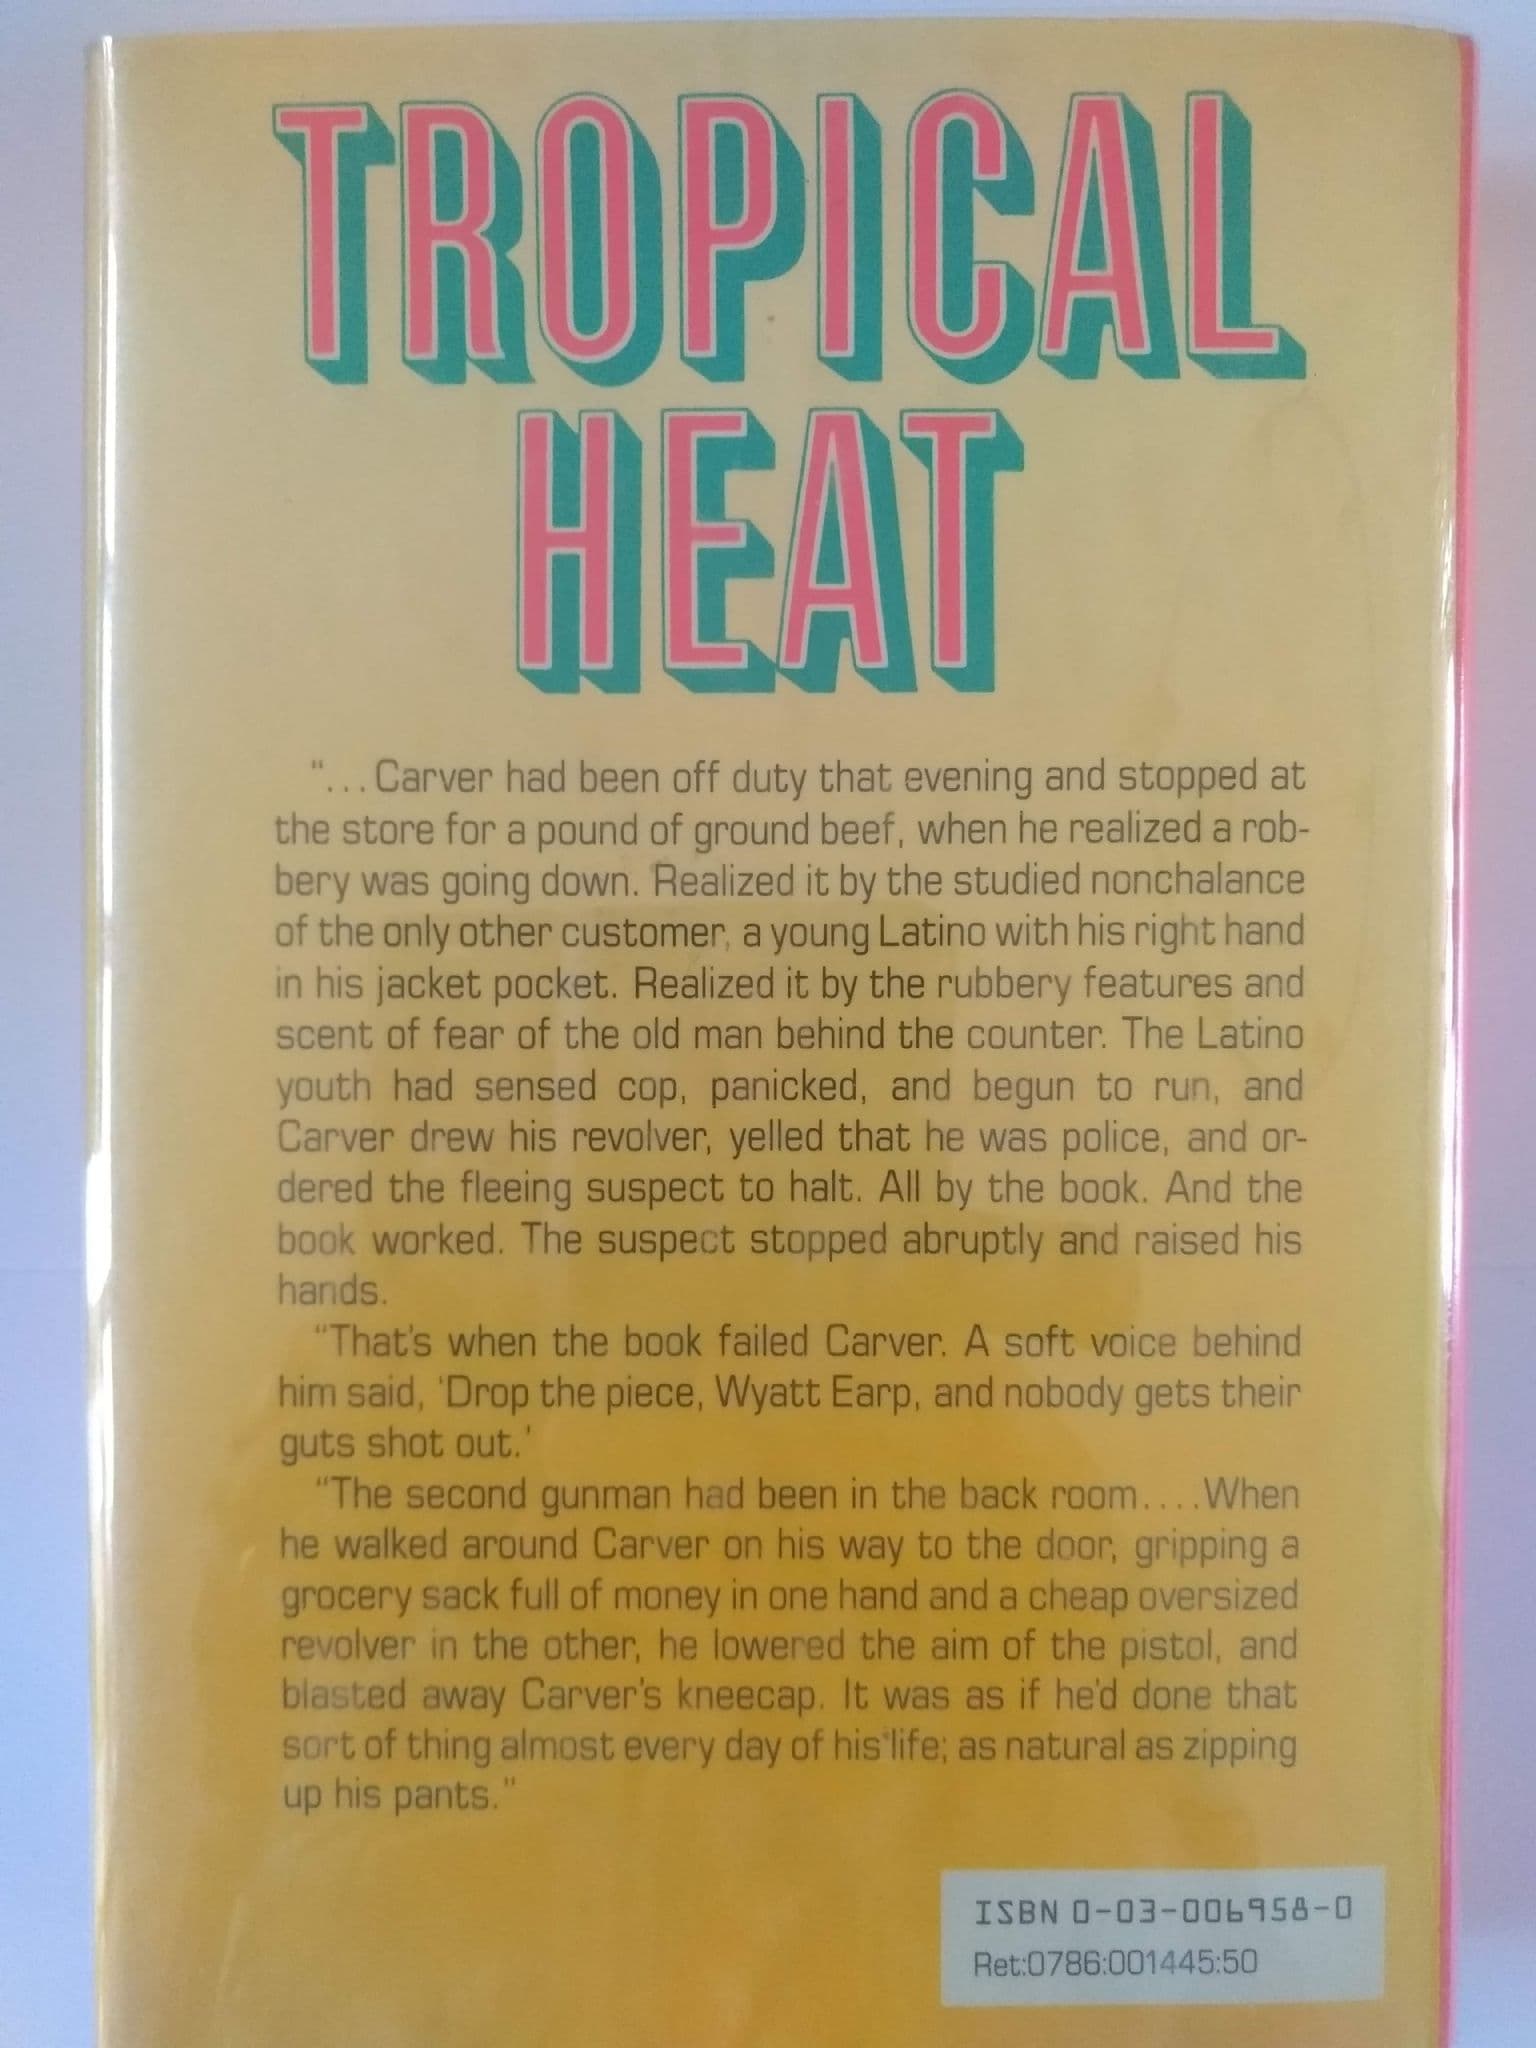 TROPICAL
HEAT
“...Carver had been off duty that evening and stopped at
the store for a pound of ground beef, when he realized a rob-
bery was going down. Realized it by the studied nonchalance
of the only other customer, a young Latino with his right hand
in his jacket pocket. Realized it by the rubbery features and
scent of fear of the old man behind the counter. The Latino
youth had sensed cop, panicked, and begun to run, and
Carver drew his revolver, yelled that he was police, and or-
dered the fleeing suspect to halt. All by the book. And the
book worked. The suspect stopped abruptly and raised his
hands.
“That's when the book failed Carver. A soft voice behind
him said, ‘Drop the piece, Wyatt Earp, and nobody gets their
guts shot out.’
“The second gunman had been in the back room....When
he walked around Carver on his way to the door, gripping a
grocery sack full of money in one hand and a cheap oversized
revolver in the other, he lowered the aim of the pistol, and
blasted away Carver's kneecap. It was as if he'd done that
sort of thing almost every day of his life; as natural as zipping
up his pants.”
ISBN 0-03-006958-0
Ret:0786:001445:50